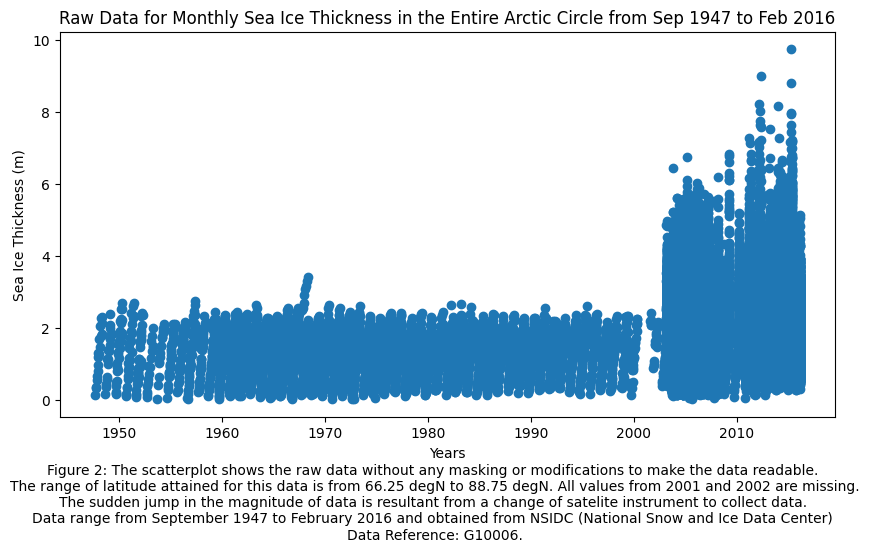 Raw Data for Monthly Sea Ice Thickness in the Entire Arctic Circle from Sep 1947 to Feb 2016
10
8
6
4
2
0
Sea Ice Thickness (m)
1950 1960 1970 1980 1990 2000 2010
Years
Figure 2: The scatterplot shows the raw data without any masking or modifications to make the data readable.
The range of latitude attained for this data is from 66.25 degN to 88.75 degN. All values from 2001 and 2002 are missing.
The sudden jump in the magnitude of data is resultant from a change of satelite instrument to collect data.
Data range from September 1947 to February 2016 and obtained from NSIDC (National Snow and Ice Data Center)
Data Reference: G10006.